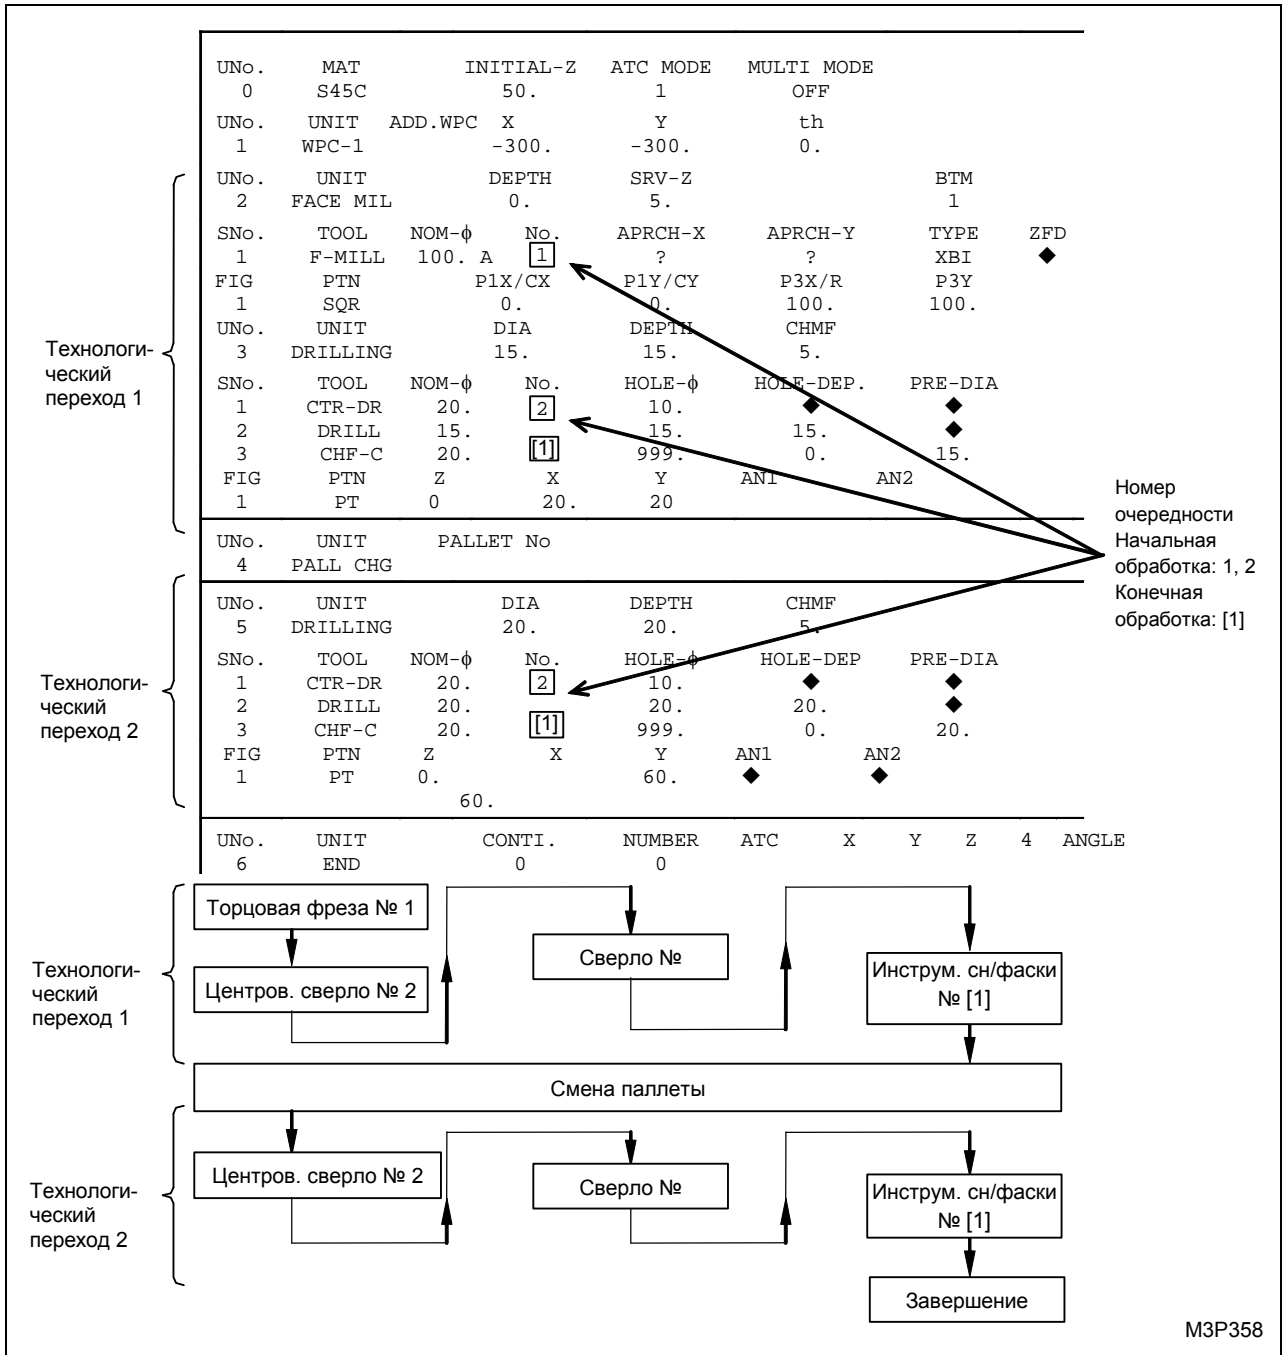 UNo. MAT INITIAL-Z ATC MODE MULTI MODE
0 S45C 50. 1 OFF
UNo. UNIT ADD.WPC X Y th
1 WPC-1 -300. -300. 0.
UNo. UNIT DEPTH SRV-Z BTM
2 FACE MIL 0. 5. 1
SNo. TOOL NOM-ϕ No. APRCH-X APRCH-Y TYPE ZFD
1 F-MILL 100. A 1 ? ? XBI ◆
FIG PTN P1X/CX P1Y/CY P3X/R P3Y
1 SQR 0. 0. 100. 100.
UNo. UNIT DIA DEPTH CHMF
3 DRILLING 15. 15. 5.
SNo. TOOL NOM-ϕ No. HOLE-ϕ HOLE-DEP. PRE-DIA
1 CTR-DR 20. 2 10. ◆ ◆
2 DRILL 15. 15. 15. ◆
3 CHF-C 20. [1] 999. 0. 15.
FIG PTN Z X Y AN1 AN2
1 PT 0 20. 20
Технологи-
ческий
переход 1
UNo. UNIT PALLET No
4 PALL CHG
Номер
очередности
Начальная
обработка: 1, 2
Конечная
обработка: [1]
UNo. UNIT DIA DEPTH CHMF
5 DRILLING 20. 20. 5.
SNo. TOOL NOM-ϕ No. HOLE-ϕ HOLE-DEP PRE-DIA
1 CTR-DR 20. 2 10. ◆ ◆
2 DRILL 20. 20. 20. ◆
3 CHF-C 20. [1] 999. 0. 20.
FIG PTN Z X Y AN1 AN2
1 PT 0. 60. ◆ ◆
60.
Технологи-
ческий
переход 2
UNo. UNIT CONTI. NUMBER ATC X Y Z 4 ANGLE
6 END 0 0
Технологи-
ческий
переход 1
Торцовая фреза № 1
Центров. сверло № 2
Сверло №
Инструм. сн/фаски
№ [1]
Смена паллеты
Технологи-
ческий
переход 2
Центров. сверло № 2
Сверло №
Инструм. сн/фаски
№ [1]
Завершение
M3P358